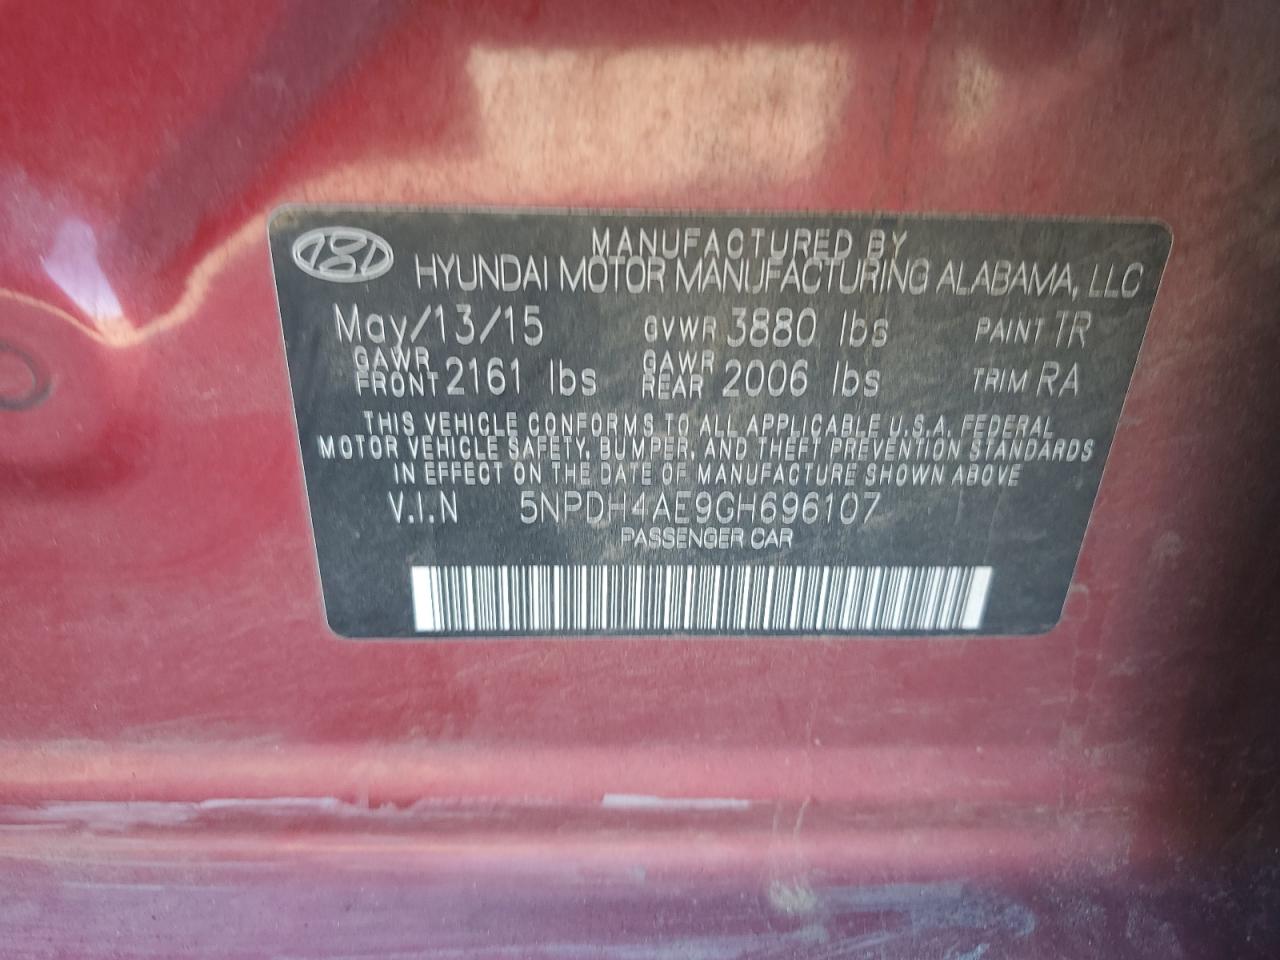 MANUFACTURED BY
HYUNDAI MOTOR MANUFACTURING ALABAMA, LLC
May/13/15 GVWR 3880 lbs PAINT TR
GAWR FRONT 2161 lbs GAWR REAR 2006 lbs TRIM RA
THIS VEHICLE CONFORMS TO ALL APPLICABLE U.S.A. FEDERAL
MOTOR VEHICLE SAFETY, BUMPER, AND THEFT PREVENTION STANDARDS
IN EFFECT ON THE DATE OF MANUFACTURE SHOWN ABOVE
V.I.N 5NPDH4AE9GH696107
PASSENGER CAR